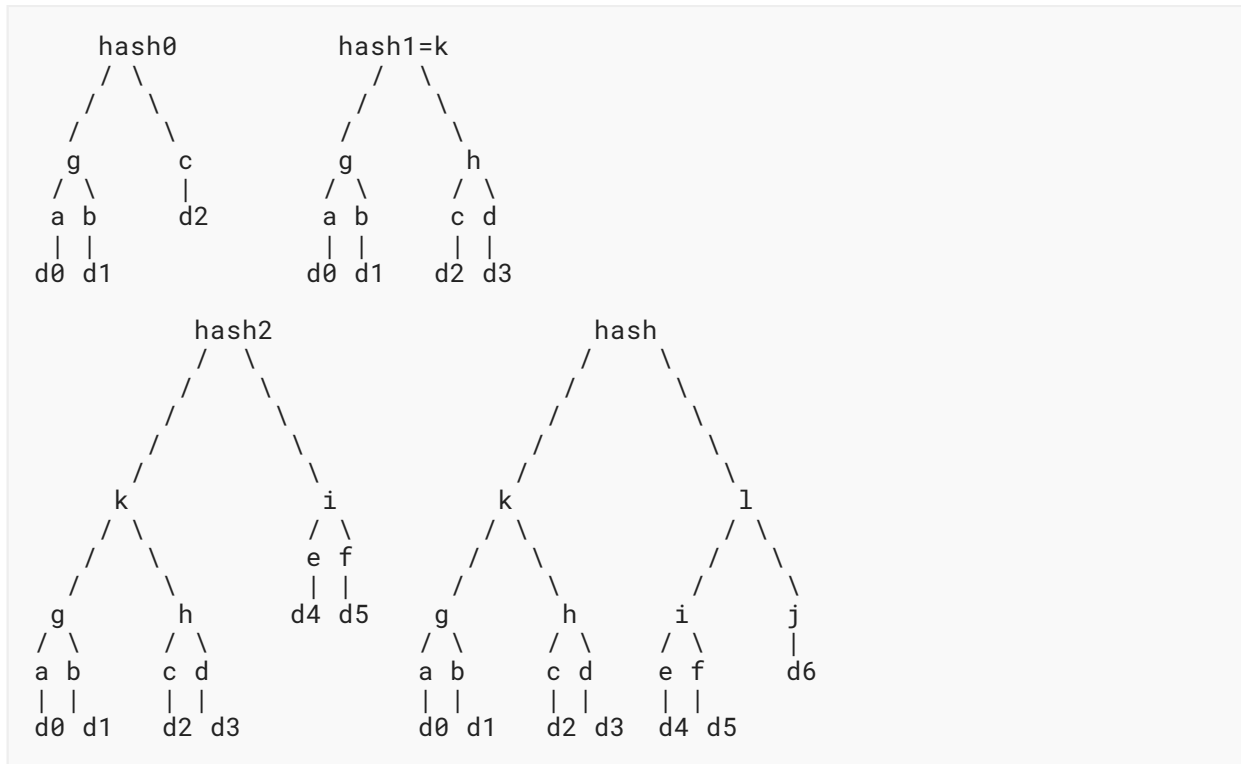 hash0 hash1=k
/ \ / \
/ \ / \
/ \ / \
g c g h
/ \ | / \ / \
a b d2 a b c d
| | | | | |
d0 d1 d0 d1 d2 d3
hash2 hash
/ \ / \
/ \ / \
/ \ / \
/ \ / \
/ \ / \
k i k l
/ \ / \ / \ / \
/ \ e f / \ / \
/ \ | | / \ / \
g h d4 d5 g h i j
/ \ / \ / \ / \ / \ |
a b c d a b c d e f d6
| | | | | | | | | |
d0 d1 d2 d3 d0 d1 d2 d3 d4 d5